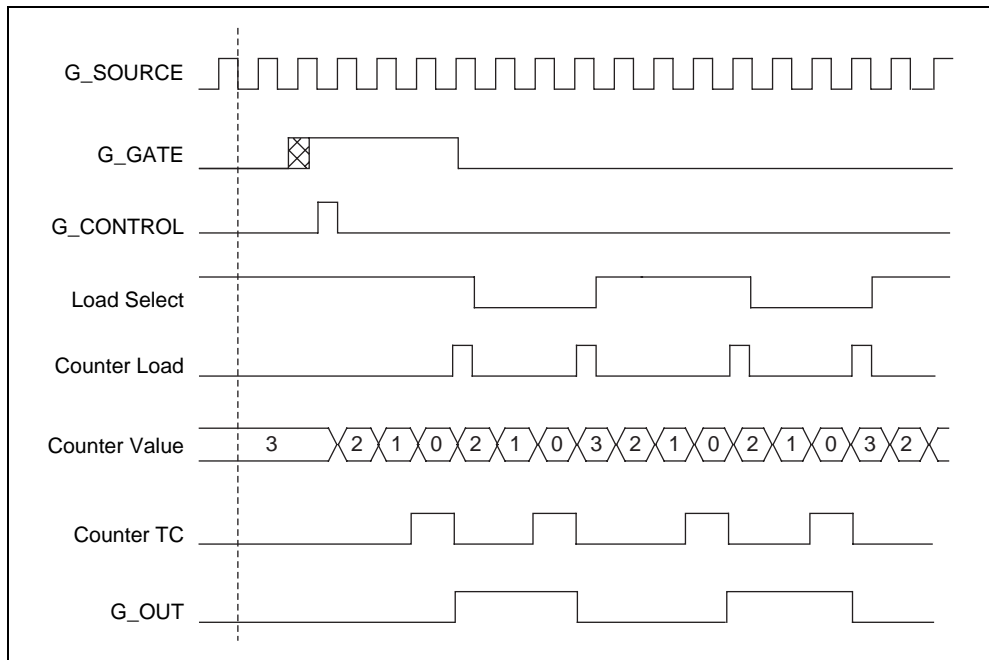 G_SOURCE
G_GATE
G_CONTROL
Load Select
Counter Load
Counter Value 3 2 1 0 2 1 0 3 2 1 0 2 1 0 3 2
Counter TC
G_OUT